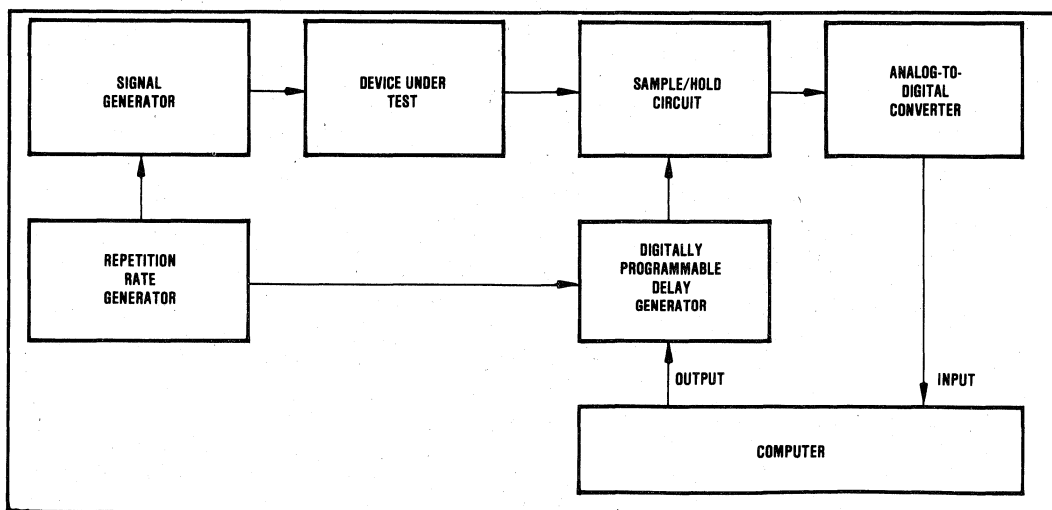 SIGNAL
GENERATOR
DEVICE UNDER
TEST
SAMPLE/HOLD
CIRCUIT
ANALOG-TO-
DIGITAL
CONVERTER
REPETITION
RATE
GENERATOR
DIGITALLY
PROGRAMMABLE
DELAY
GENERATOR
OUTPUT
INPUT
COMPUTER